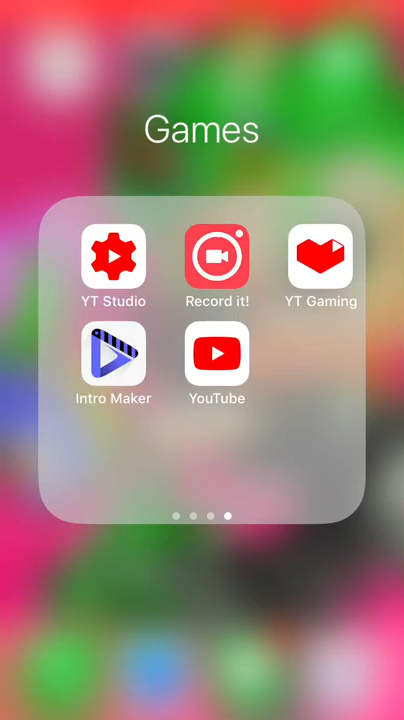 Games
YT Studio
Record it!
YT Gaming
Intro Maker
YouTube